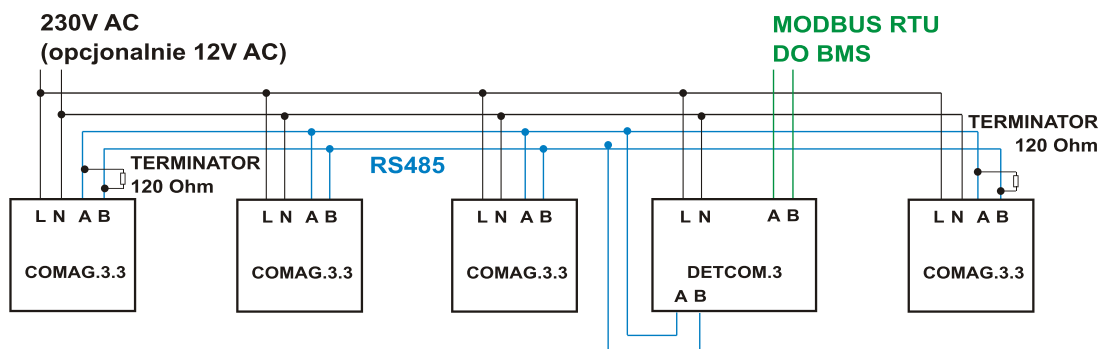 230V AC
(opcjonalnie 12V AC)
MODBUS RTU
DO BMS
TERMINATOR
120 Ohm
RS485
TERMINATOR
120 Ohm
L N A B
COMAG.3.3
L N A B
COMAG.3.3
L N A B
COMAG.3.3
L N A B
DETCOM.3
A B
L N A B
COMAG.3.3